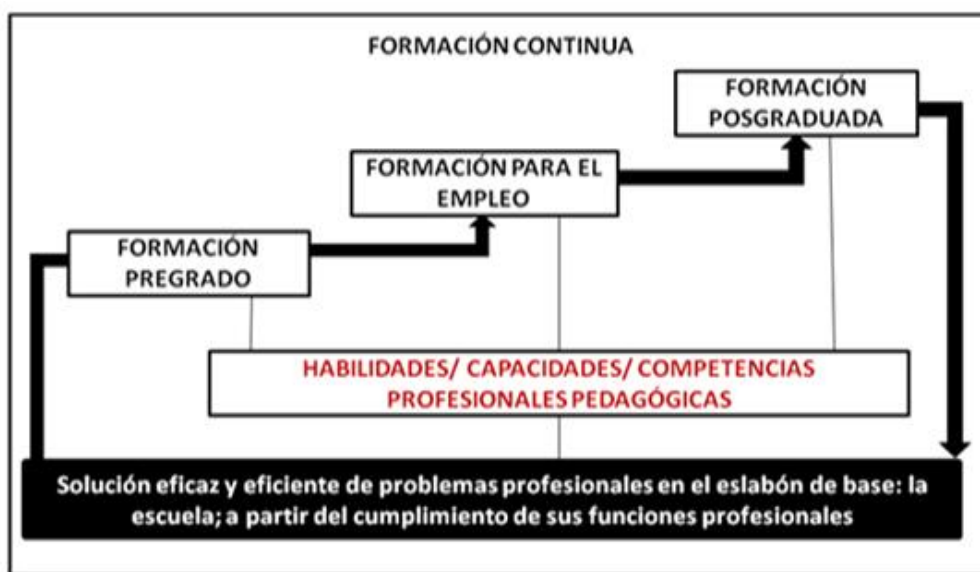 FORMACIÓN CONTINUA
FORMACIÓN
POSGRADUADA
FORMACIÓN PARA EL
EMPLEO
FORMACIÓN
PREGRADO
HABILIDADES/ CAPACIDADES/ COMPETENCIAS
PROFESIONALES PEDAGÓGICAS
Solución eficaz y eficiente de problemas profesionales en el eslabón de base: la
escuela; a partir del cumplimiento de sus funciones profesionales